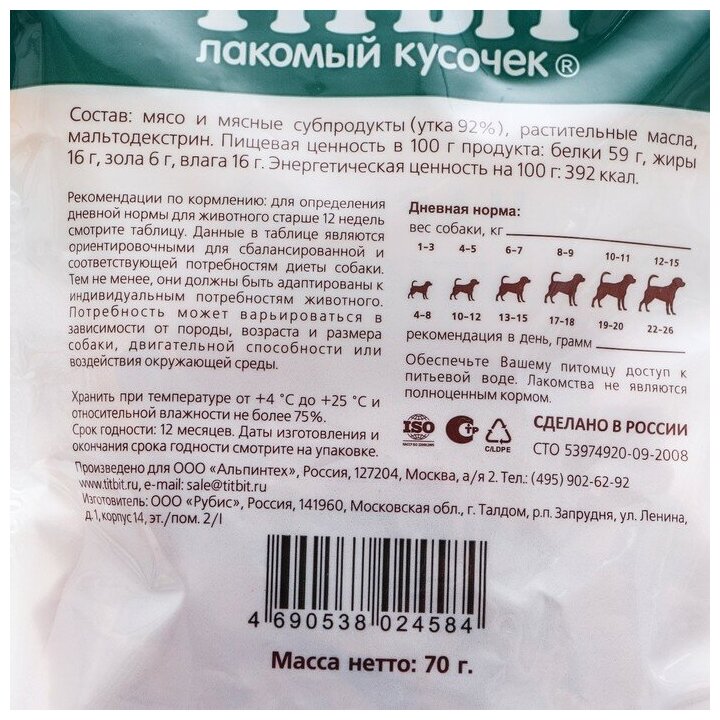 TITBIT
лакомый кусочек®
Состав: мясо и мясные субпродукты (утка 92%), растительные масла,
мальтодекстрин. Пищевая ценность в 100 г продукта: белки 59 г, жиры
16 г, зола 6 г, влага 16 г. Энергетическая ценность на 100 г: 392 ккал.
Рекомендации по кормлению: для определения
дневной нормы для животного старше 12 недель
смотрите таблицу. Данные в таблице являются
ориентировочными для сбалансированной и
соответствующей потребностям диеты собаки.
Тем не менее, они должны быть адаптированы к
индивидуальным потребностям животного.
Потребность может варьироваться в
зависимости от породы, возраста и размера
собаки, двигательной способности или
воздействия окружающей среды.
Хранить при температуре от +4 °C до +25 °C и
относительной влажности не более 75%.
Срок годности: 12 месяцев. Даты изготовления и
окончания срока годности смотрите на упаковке.
Дневная норма:
вес собаки, кг
1–3 4–5 6–7 8–9 10–11 12–15
4–8 10–12 13–15 17–18 19–20 22–26
рекомендация в день, грамм
Обеспечьте Вашему питомцу доступ к
питьевой воде. Лакомства не являются
полноценным кормом.
ISO
СТР
C/LDPE
СДЕЛАНО В РОССИИ
СТО 53974920-09-2008
Произведено для ООО «Альпинтех», Россия, 127204, Москва, а/я 2. Тел.: (495) 902-62-92
www.titbit.ru, e-mail: sale@titbit.ru
Изготовитель: ООО «Рубис», Россия, 141960, Московская обл., г. Талдом, р.п. Запрудня, ул. Ленина,
д.1, корпус 14, эт./пом. 2/I
4 690538 024584
Масса нетто: 70 г.